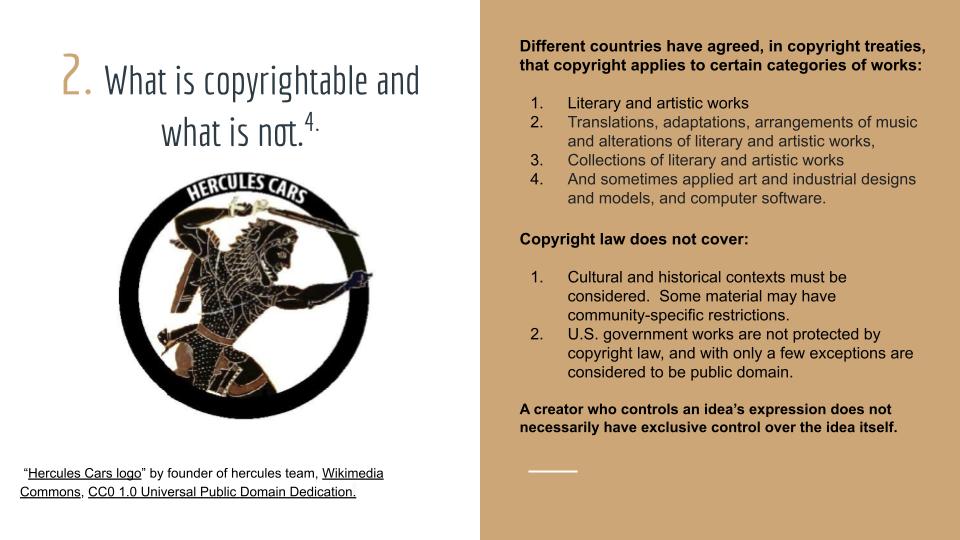 2. What is copyrightable and
what is not.4.
HERCULES CARS
“Hercules Cars logo” by founder of hercules team, Wikimedia
Commons, CC0 1.0 Universal Public Domain Dedication.
Different countries have agreed, in copyright treaties,
that copyright applies to certain categories of works:
1. Literary and artistic works
2. Translations, adaptations, arrangements of music
and alterations of literary and artistic works,
3. Collections of literary and artistic works
4. And sometimes applied art and industrial designs
and models, and computer software.
Copyright law does not cover:
1. Cultural and historical contexts must be
considered.  Some material may have
community-specific restrictions.
2. U.S. government works are not protected by
copyright law, and with only a few exceptions are
considered to be public domain.
A creator who controls an idea’s expression does not
necessarily have exclusive control over the idea itself.